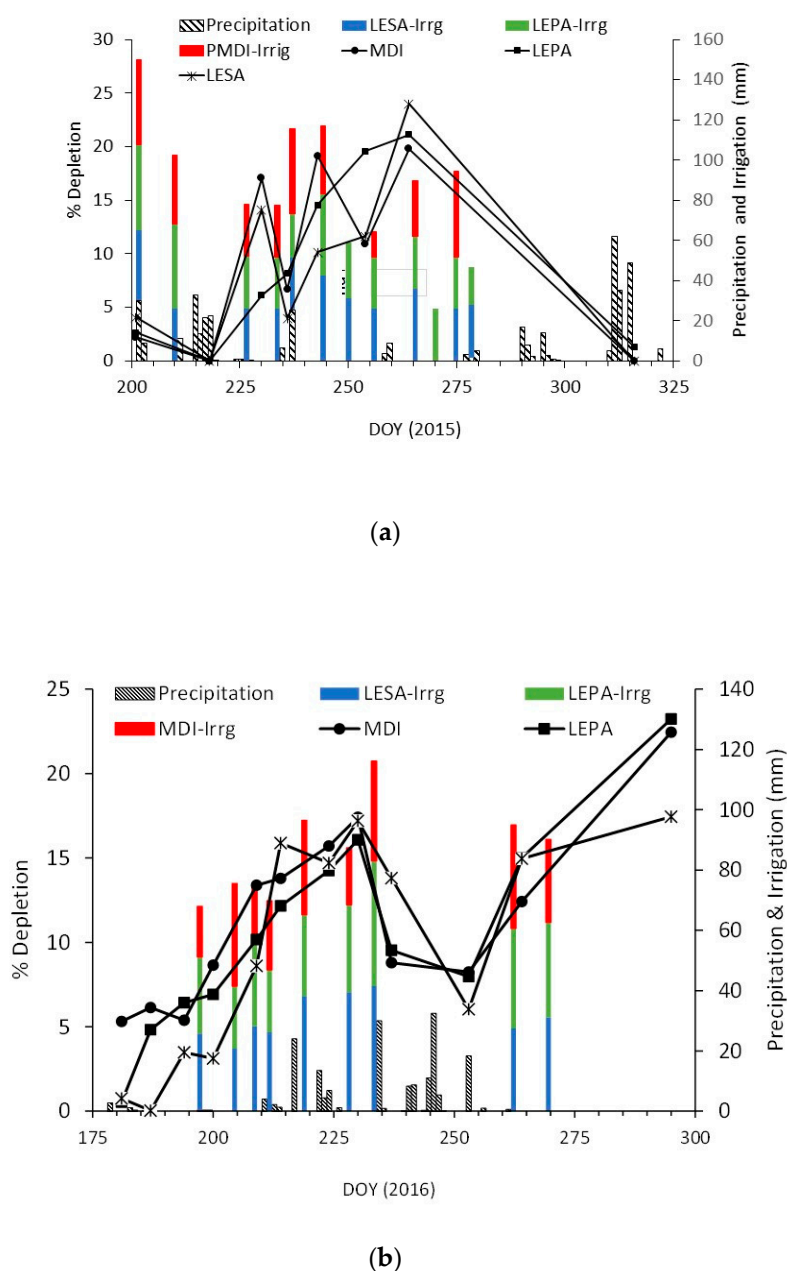 Precipitation LESA-Irrg LEPA-Irrg
PMDI-Irrig MDI LEPA
LESA
% Depletion
30
25
20
15
10
5
0
Precipitation and Irrigation (mm)
160
140
120
100
80
60
40
20
0
200 225 250 275 300 325
DOY (2015)
(a)
Precipitation LESA-Irrg LEPA-Irrg
MDI-Irrg MDI LEPA
% Depletion
25
20
15
10
5
0
Precipitation & Irrigation (mm)
140
120
100
80
60
40
20
0
175 200 225 250 275 300
DOY (2016)
(b)